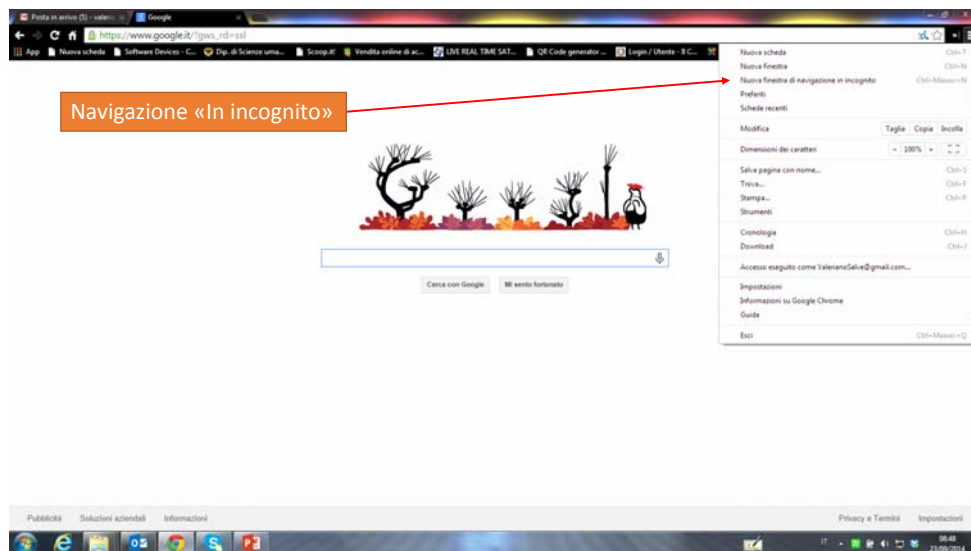 Posta in arrivo (5) - valeri
Google
https://www.google.it/?gws_rd=ssl
App
Nuova scheda
Software Devices - C...
Dip. di Scienze uma...
Scoop.it!
Vendita online di ac...
LIVE REAL TIME SAT...
QR Code generator ...
Login / Utente - 3 C...
Nuova scheda Ctrl+T
Nuova finestra Ctrl+N
Nuova finestra di navigazione in incognito Ctrl+Maiusc+N
Preferiti
Schede recenti
Modifica Taglia Copia Incolla
Dimensioni dei caratteri - 100% +
Salva pagina con nome... Ctrl+S
Trova... Ctrl+F
Stampa... Ctrl+P
Strumenti
Cronologia Ctrl+H
Download Ctrl+J
Accesso eseguito come ValerianoSalve@gmail.com...
Impostazioni
Informazioni su Google Chrome
Guida
Esci Ctrl+Maiusc+Q
Navigazione «In incognito»
Cerca con Google
Mi sento fortunato
Pubblicità Soluzioni aziendali Informazioni
Privacy e Termini Impostazioni
IT
08:48
23/09/2014